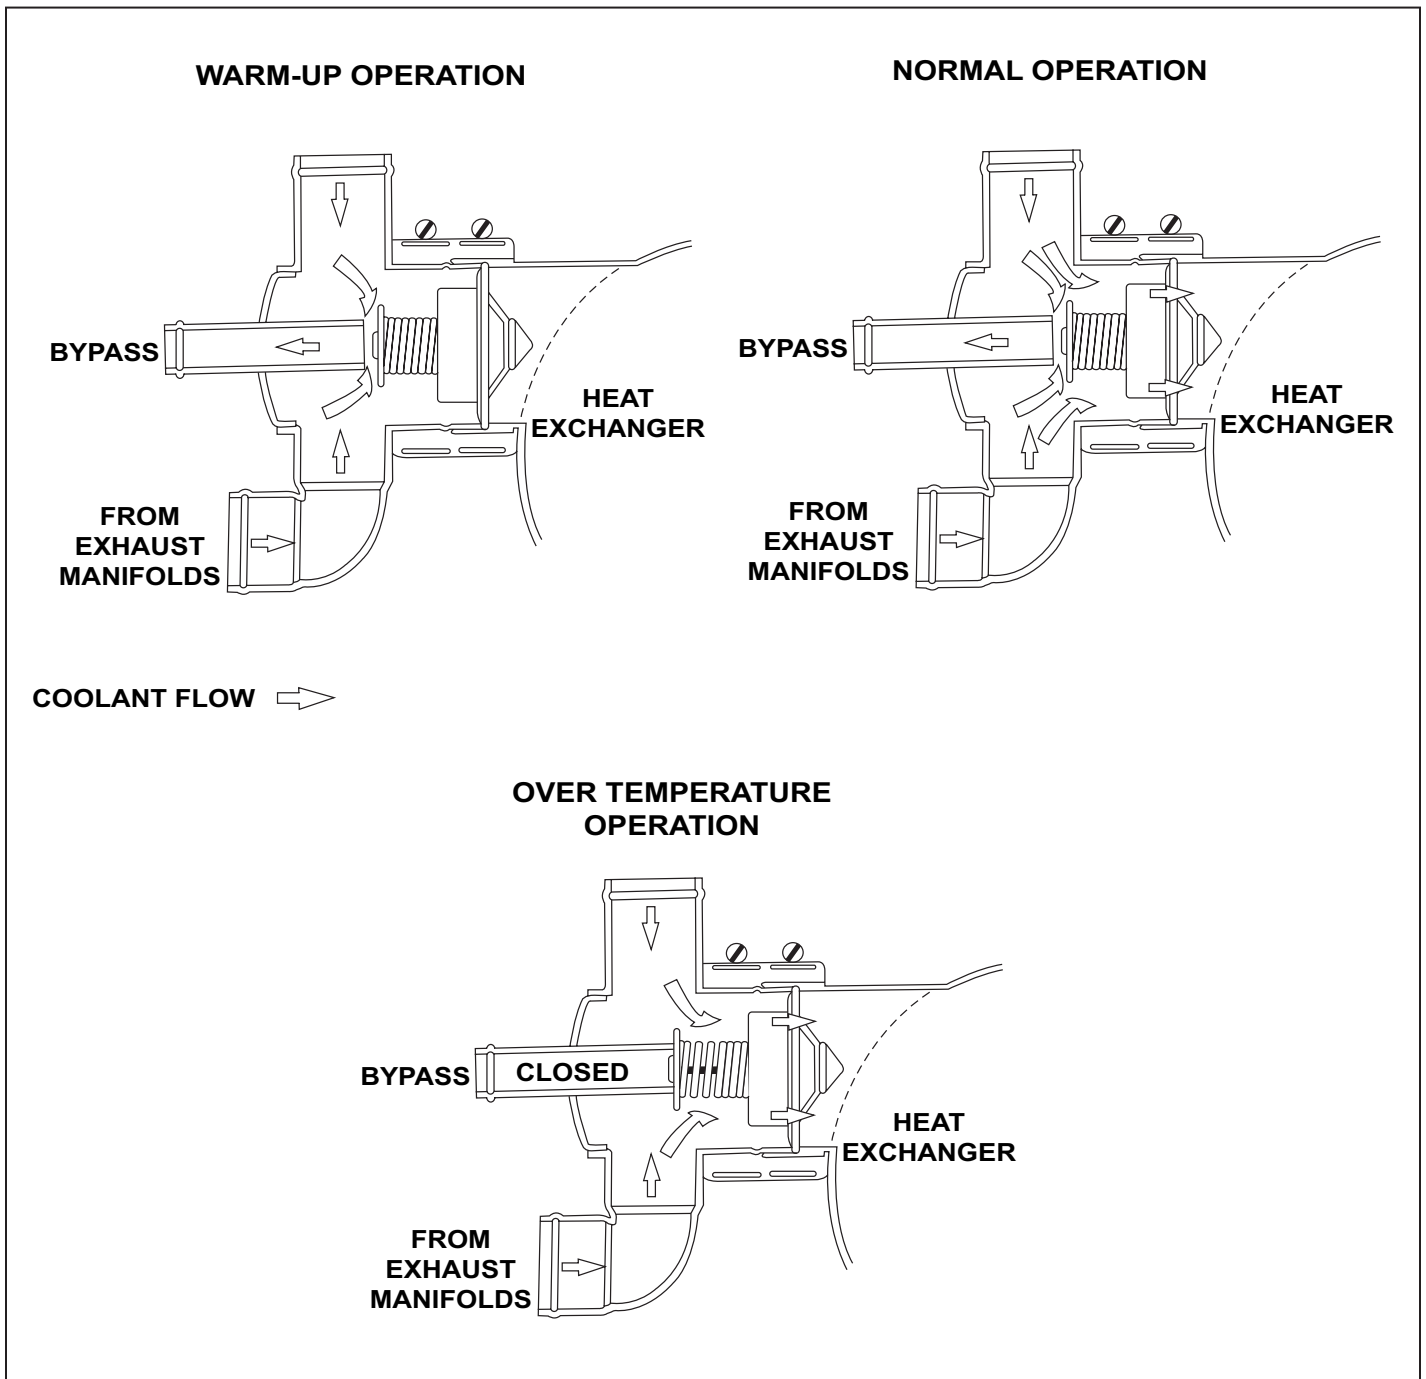 WARM-UP OPERATION
BYPASS
HEAT
EXCHANGER
FROM
EXHAUST
MANIFOLDS
NORMAL OPERATION
BYPASS
HEAT
EXCHANGER
FROM
EXHAUST
MANIFOLDS
COOLANT FLOW
OVER TEMPERATURE
OPERATION
BYPASS
CLOSED
HEAT
EXCHANGER
FROM
EXHAUST
MANIFOLDS